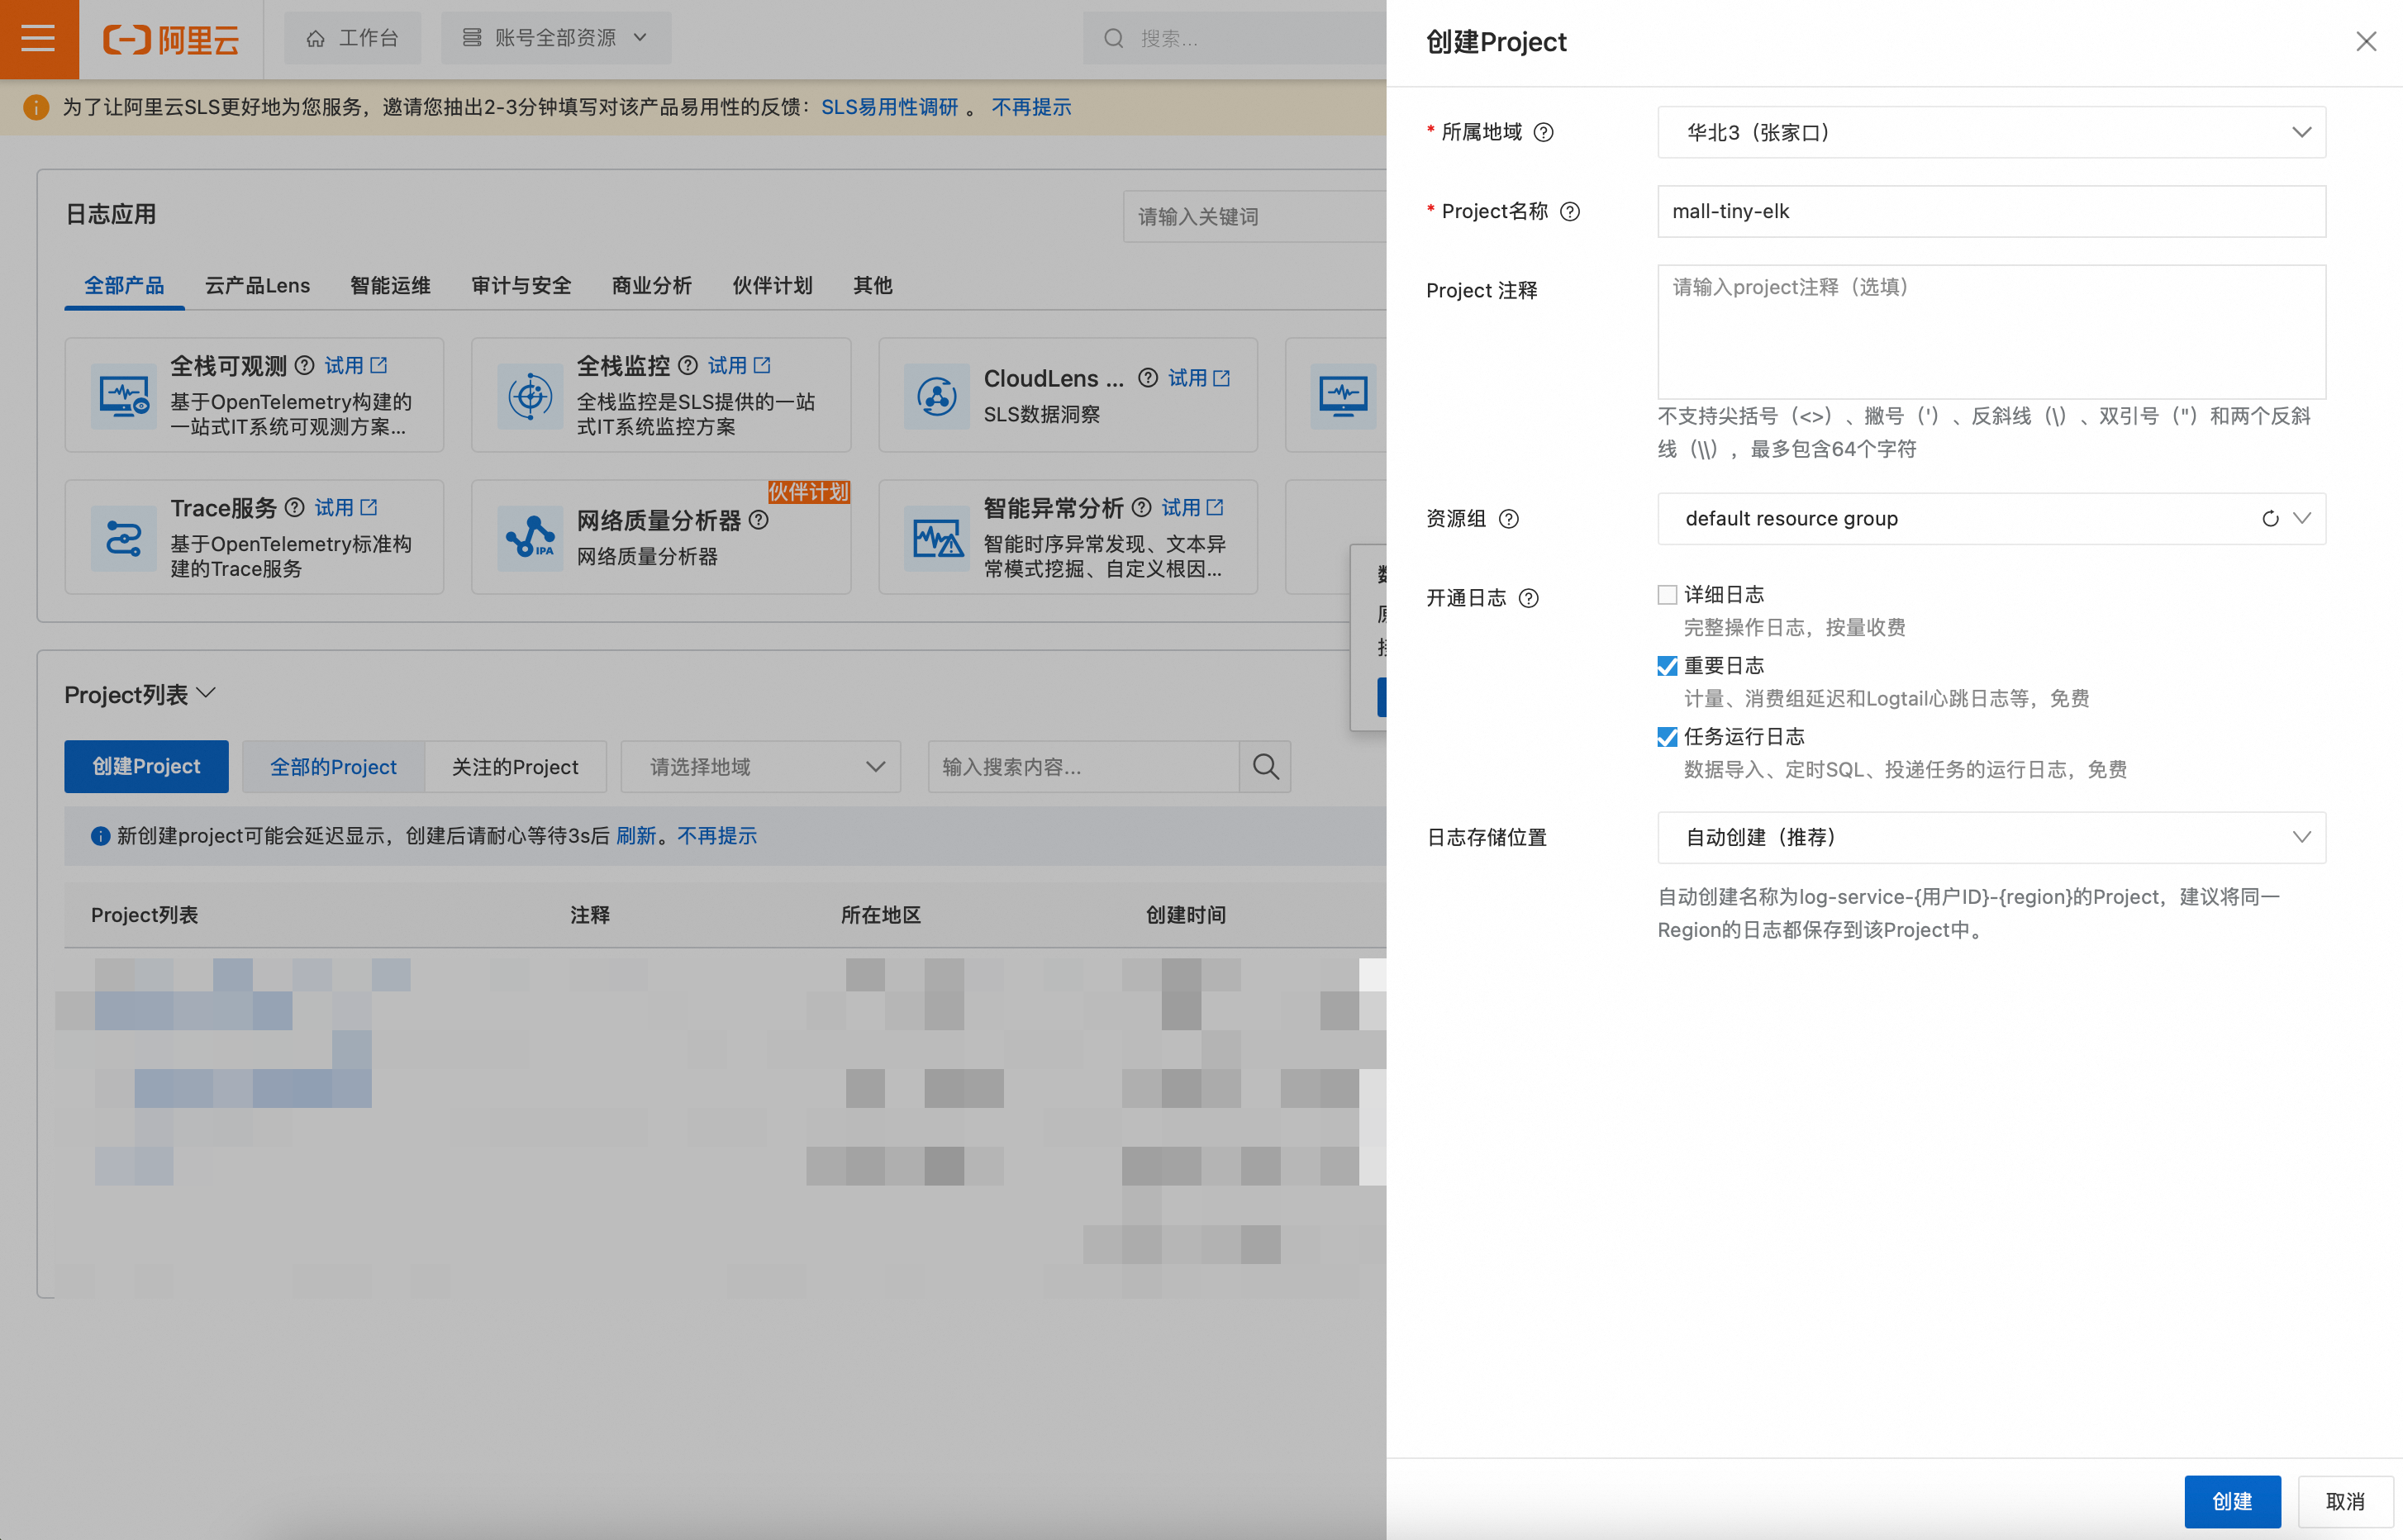 阿里云
工作台
账号全部资源
搜索...
为了让阿里云SLS更好地为您服务，邀请您抽出2-3分钟填写对该产品易用性的反馈：SLS易用性调研 。 不再提示
日志应用
请输入关键词
全部产品
云产品Lens
智能运维
审计与安全
商业分析
伙伴计划
其他
全栈可观测 试用
基于OpenTelemetry构建的
一站式IT系统可观测方案...
全栈监控 试用
全栈监控是SLS提供的一站
式IT系统监控方案
CloudLens ... 试用
SLS数据洞察
Trace服务 试用
基于OpenTelemetry标准构
建的Trace服务
伙伴计划
网络质量分析器
网络质量分析器
IPA
智能异常分析 试用
智能时序异常发现、文本异
常模式挖掘、自定义根因...
Project列表
创建Project
全部的Project
关注的Project
请选择地域
输入搜索内容...
新创建project可能会延迟显示，创建后请耐心等待3s后 刷新。不再提示
Project列表
注释
所在地区
创建时间
创建Project
* 所属地域
华北3（张家口）
* Project名称
mall-tiny-elk
Project 注释
请输入project注释（选填）
不支持尖括号（<>）、撇号（'）、反斜线（\）、双引号（"）和两个反斜
线（\\），最多包含64个字符
资源组
default resource group
开通日志
详细日志
完整操作日志，按量收费
重要日志
计量、消费组延迟和Logtail心跳日志等，免费
任务运行日志
数据导入、定时SQL、投递任务的运行日志，免费
日志存储位置
自动创建（推荐）
自动创建名称为log-service-{用户ID}-{region}的Project，建议将同一
Region的日志都保存到该Project中。
创建
取消